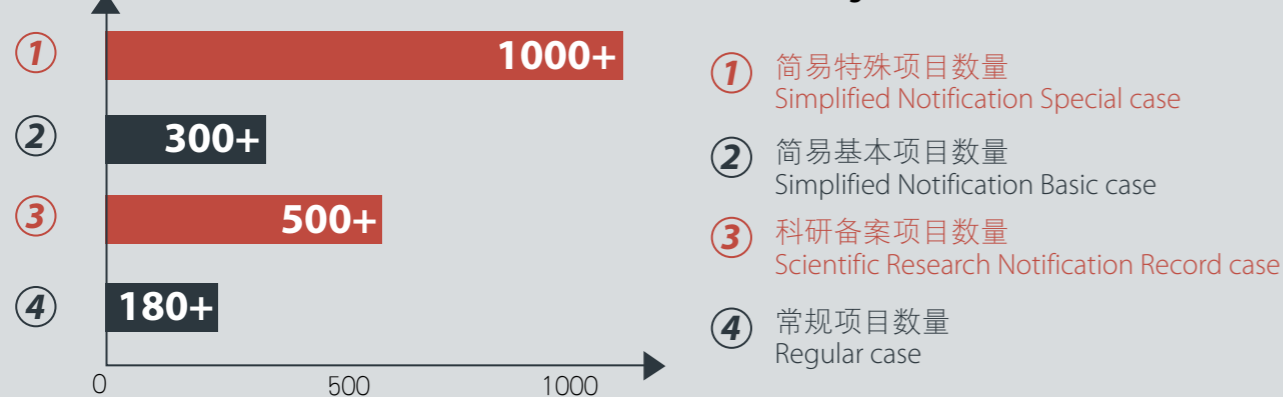 ① 1000+
② 300+
③ 500+
④ 180+
0 500 1000
① 简易特殊项目数量
Simplified Notification Special case
② 简易基本项目数量
Simplified Notification Basic case
③ 科研备案项目数量
Scientific Research Notification Record case
④ 常规项目数量
Regular case